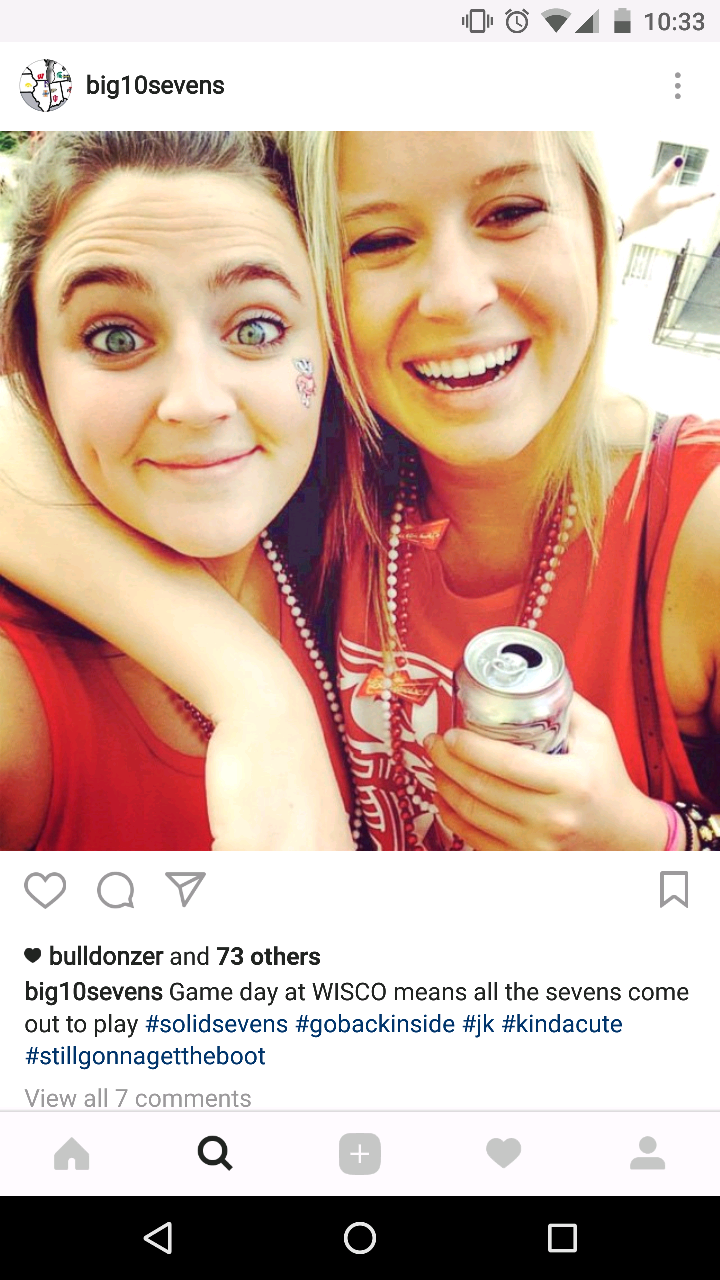 10:33
big10sevens
bulldonzer and 73 others
big10sevens Game day at WISCO means all the sevens come
out to play #solidsevens #gobackinside #jk #kindacute
#stillgonnagettheboot
View all 7 comments